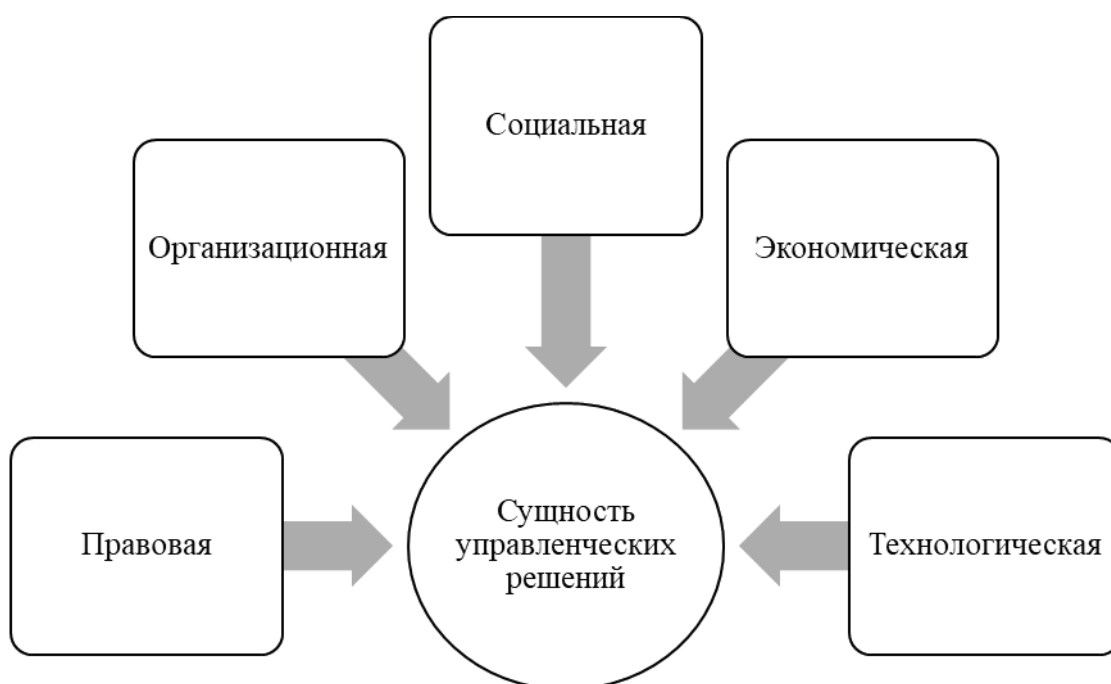 Социальная
Организационная
Экономическая
Правовая
Сущность
управленческих
решений
Технологическая